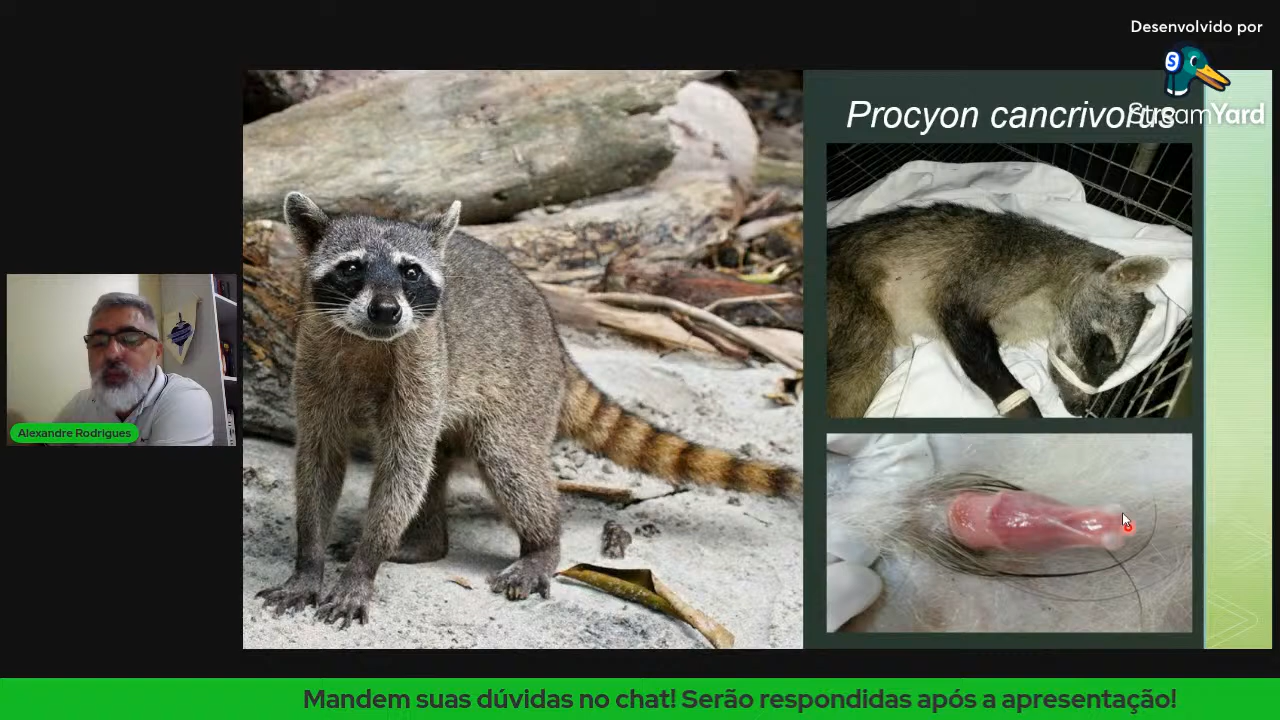 Desenvolvido por
StreamYard
Procyon cancrivorus
Alexandre Rodrigues
Mandem suas dúvidas no chat! Serão respondidas após a apresentação!